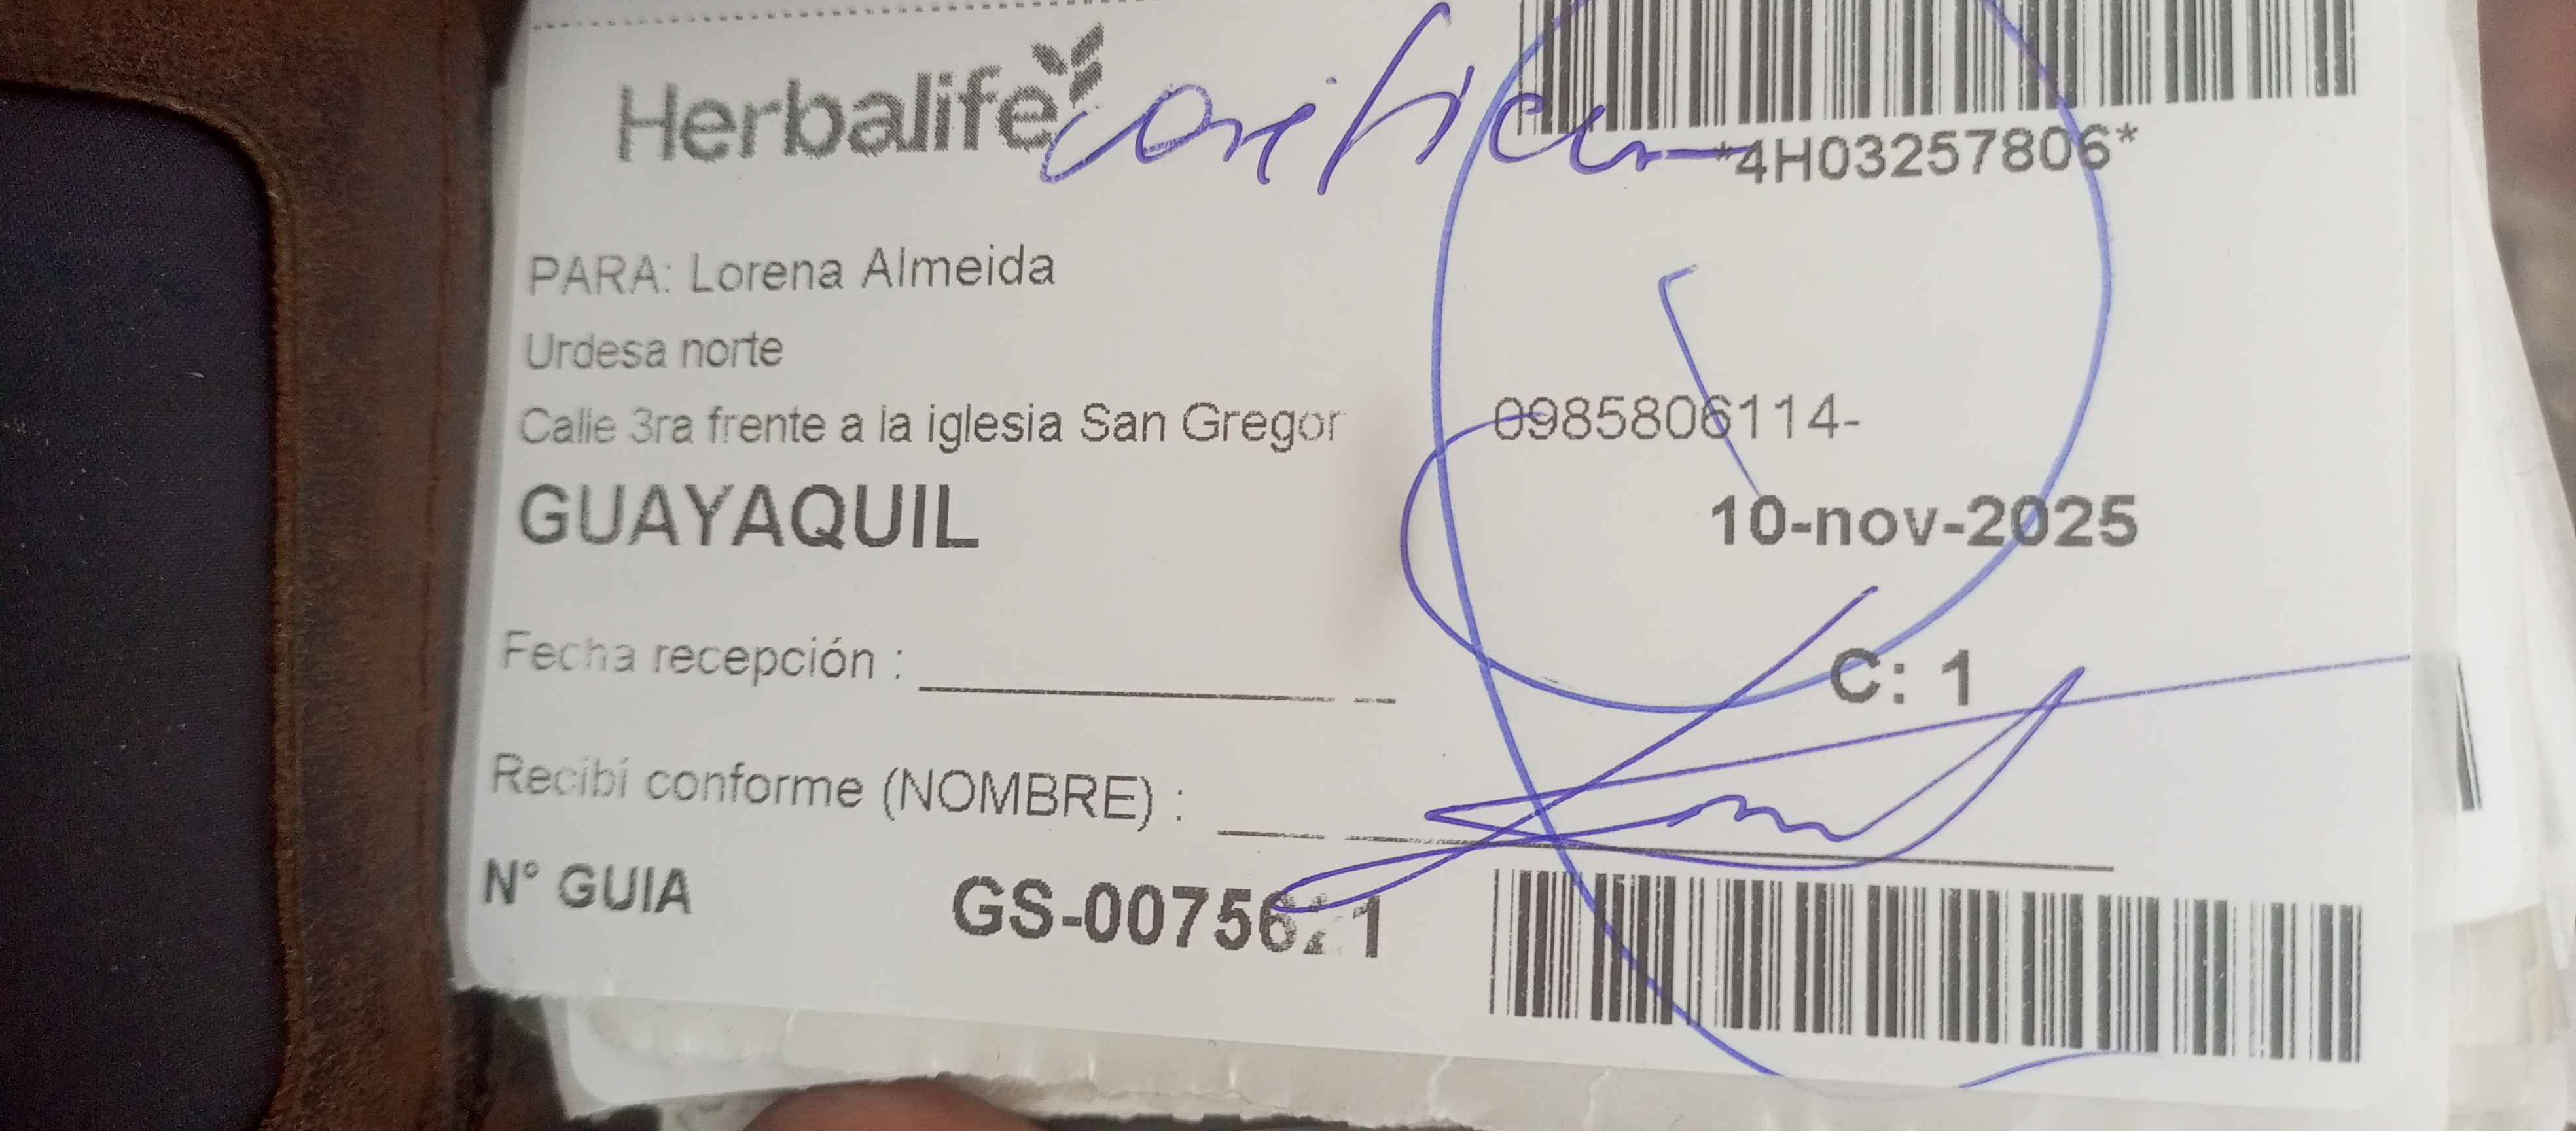 Herbalife
*4H03257806*
PARA: Lorena Almeida
Urdesa norte
Calle 3ra frente a la iglesia San Gregor 0985806114-
GUAYAQUIL 10-nov-2025
Fecha recepción : C: 1
Recibí conforme (NOMBRE) :
N° GUIA